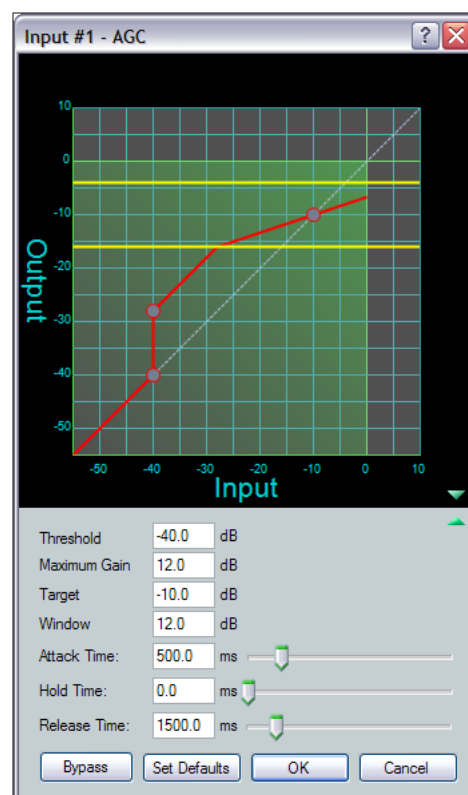 Input #1 - AGC
?
10
0
-10
-20
-30
-40
-50
Output
-50 -40 -30 -20 -10 0 10
Input
Threshold -40.0 dB
Maximum Gain 12.0 dB
Target -10.0 dB
Window 12.0 dB
Attack Time: 500.0 ms
Hold Time: 0.0 ms
Release Time: 1500.0 ms
Bypass Set Defaults OK Cancel